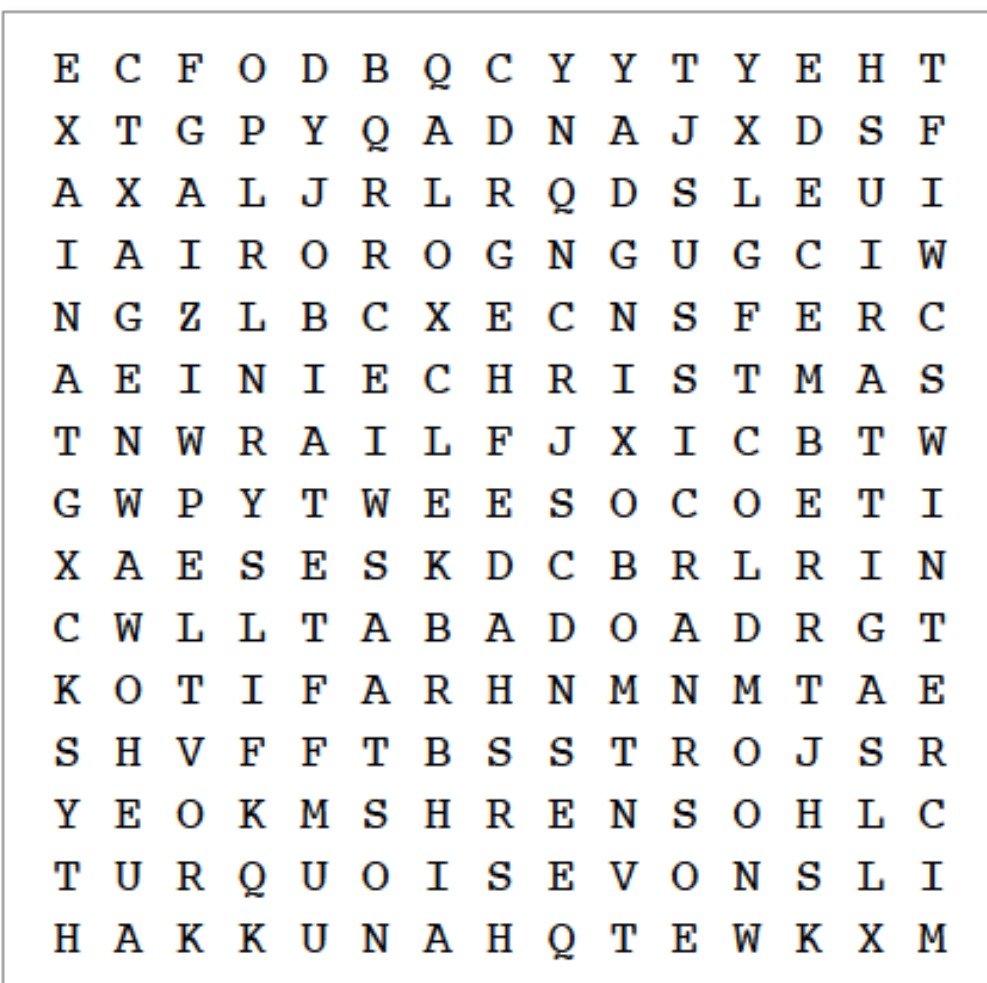 E C F O D B Q C Y Y T Y E H T
X T G P Y Q A D N A J X D S F
A X A L J R L R Q D S L E U I
I A I R O R O G N G U G C I W
N G Z L B C X E C N S F E R C
A E I N I E C H R I S T M A S
T N W R A I L F J X I C B T W
G W P Y T W E E S O C O E T I
X A E S E S K D C B R L R I N
C W L L T A B A D O A D R G T
K O T I F A R H N M N M T A E
S H V F F T B S S T R O J S R
Y E O K M S H R E N S O H L C
T U R Q U O I S E V O N S L I
H A K K U N A H Q T E W K X M